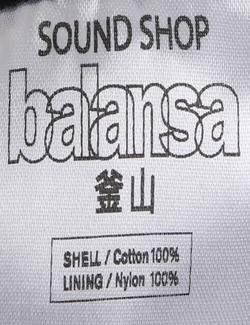 SOUND SHOP
balansa
釜山
SHELL / Cotton 100%
LINING / Nylon 100%